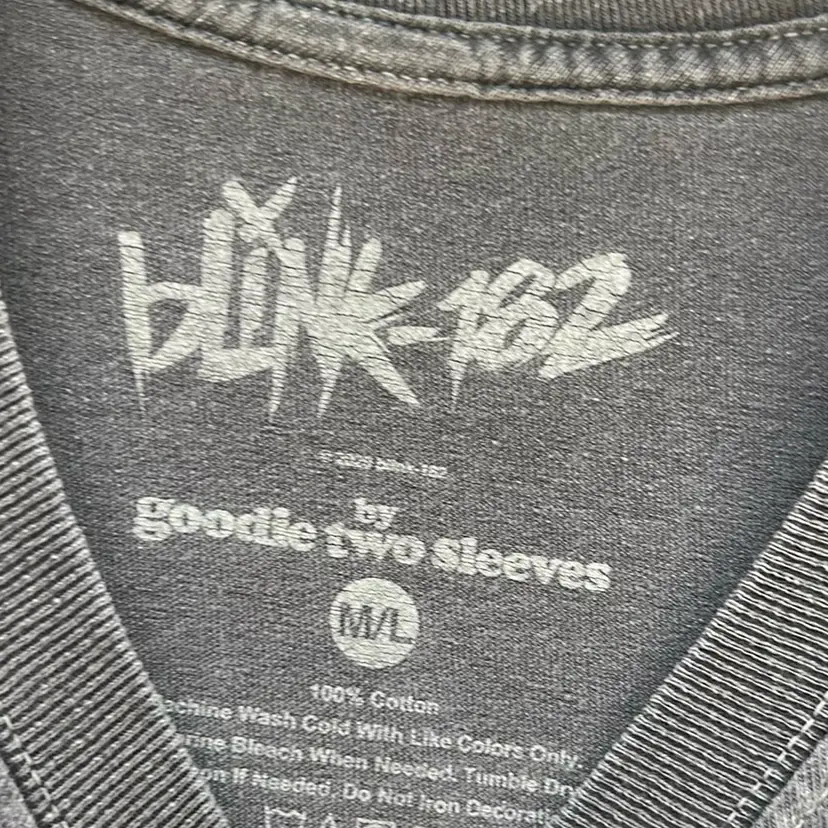 blink-182
blink-182
by
goodie two sleeves
M/L
100% Cotton
Wash Cold With Like Colors Only.
Bleach When Needed. Tumble Dry
If Needed. Do Not Iron